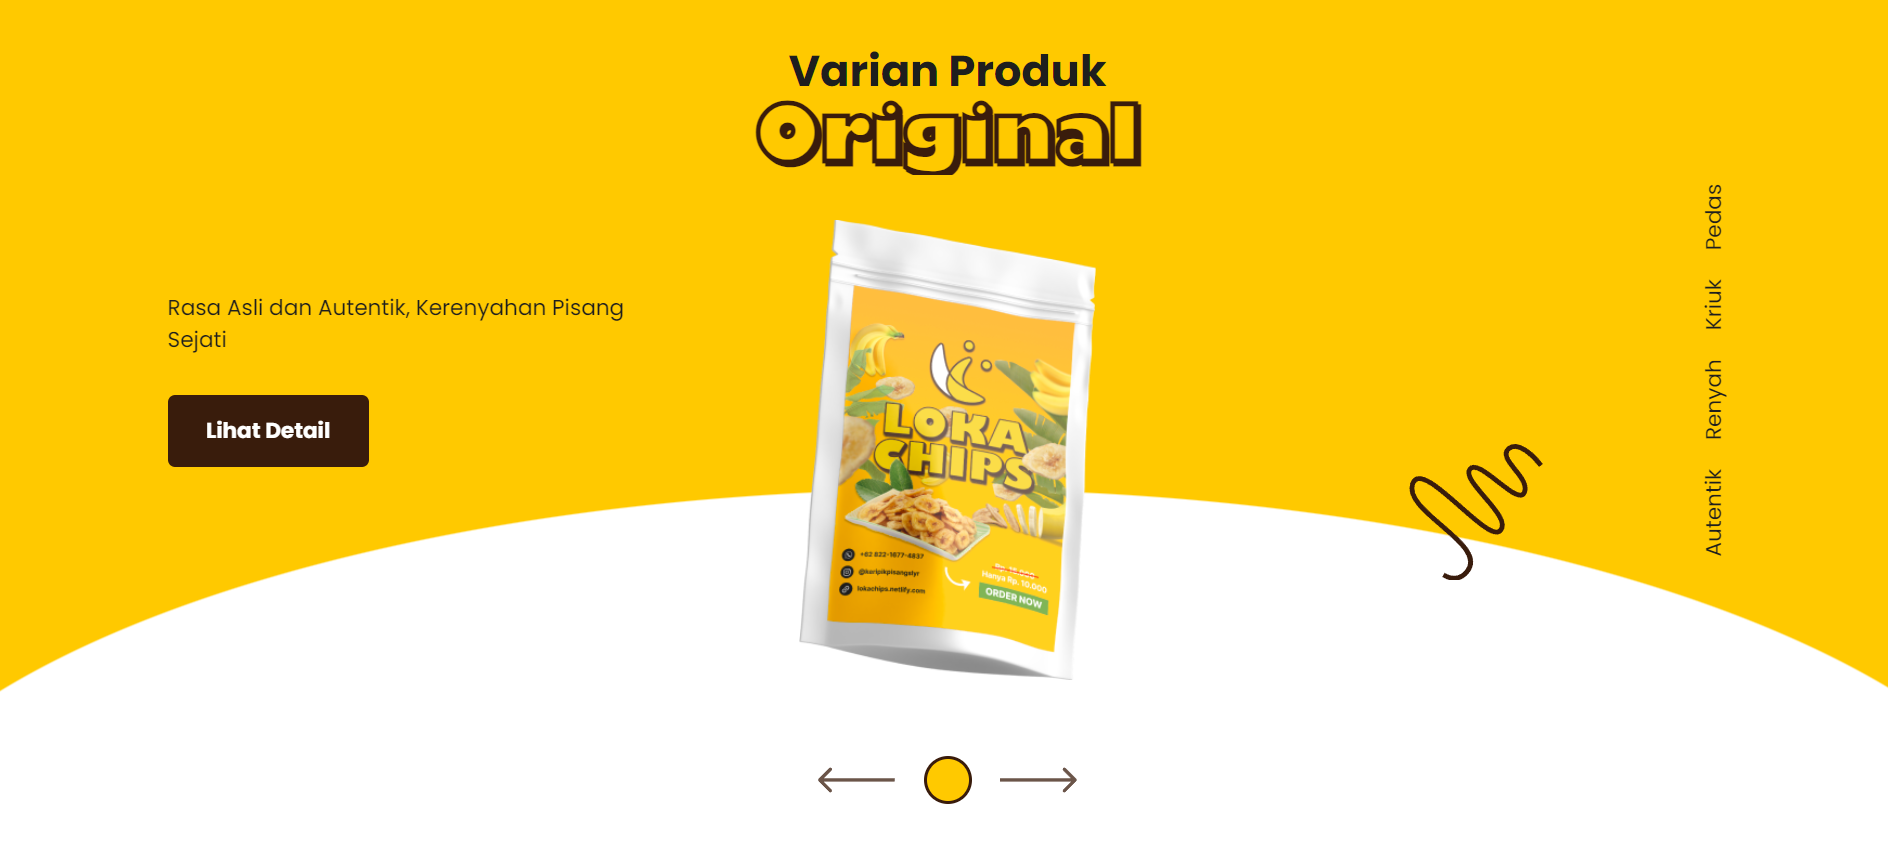 Varian Produk
Original
Rasa Asli dan Autentik, Kerenyahan Pisang
Sejati
Lihat Detail
LOKA
CHIPS
+62 822-1677-4837
@karipikpisangalyr
lokachips.netlify.com
Hanya Rp. 10.000
ORDER NOW
Autentik Renyah Kriuk Pedas